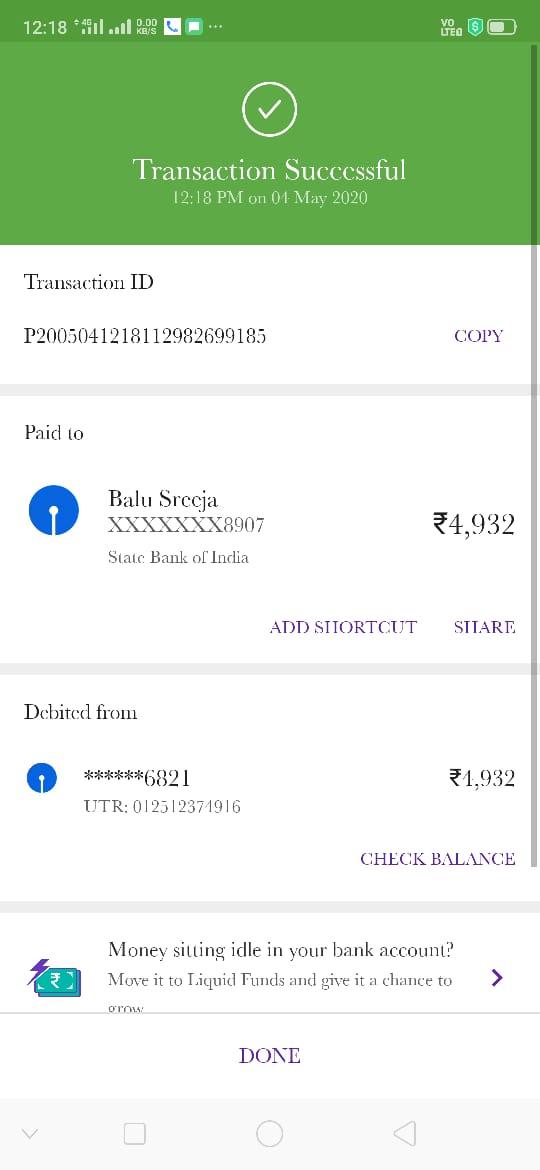 12:18 4G 0.00 KB/S ... VO LTE
Transaction Successful
12:18 PM on 04 May 2020
Transaction ID
P2005041218112982699185 COPY
Paid to
Balu Sreeja
XXXXXXX8907 ₹4,932
State Bank of India
ADD SHORTCUT SHARE
Debited from
******6821 ₹4,932
UTR: 012512374916
CHECK BALANCE
Money sitting idle in your bank account?
Move it to Liquid Funds and give it a chance to
grow
DONE